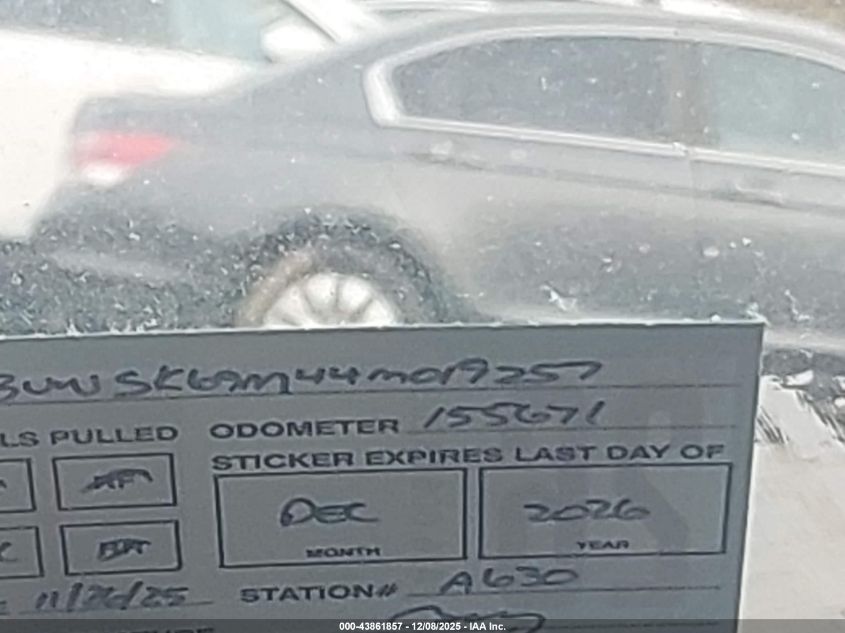 3VWSK69M44M019257
LS PULLED ODOMETER 155671
STICKER EXPIRES LAST DAY OF
DEC 2026
MONTH YEAR
11/26/25 STATION# A630
000-43861857 - 12/08/2025 - IAA Inc.